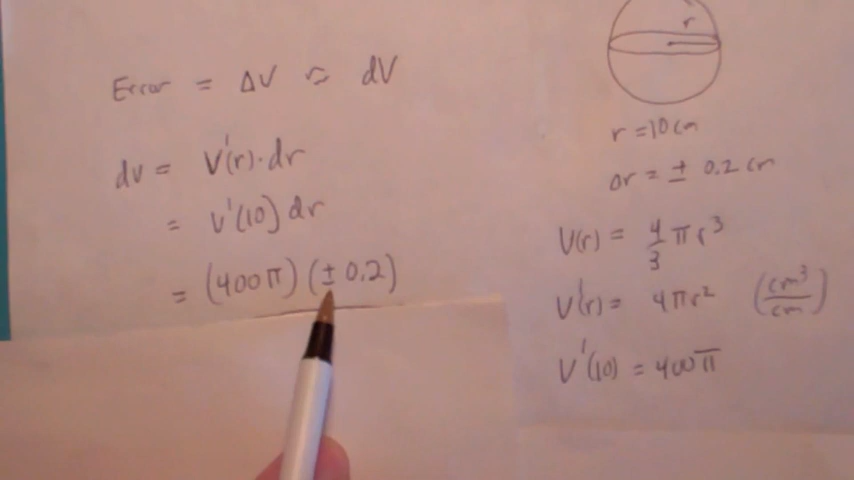 Error = ΔV ≈ dV
dv = V'(r)·dr
= V'(10) dr
= (400π)(± 0.2)
r
r = 10 cm
Δr = ± 0.2 cm
V(r) = 4/3 πr³
V'(r) = 4πr² (cm³/cm)
V'(10) = 400π